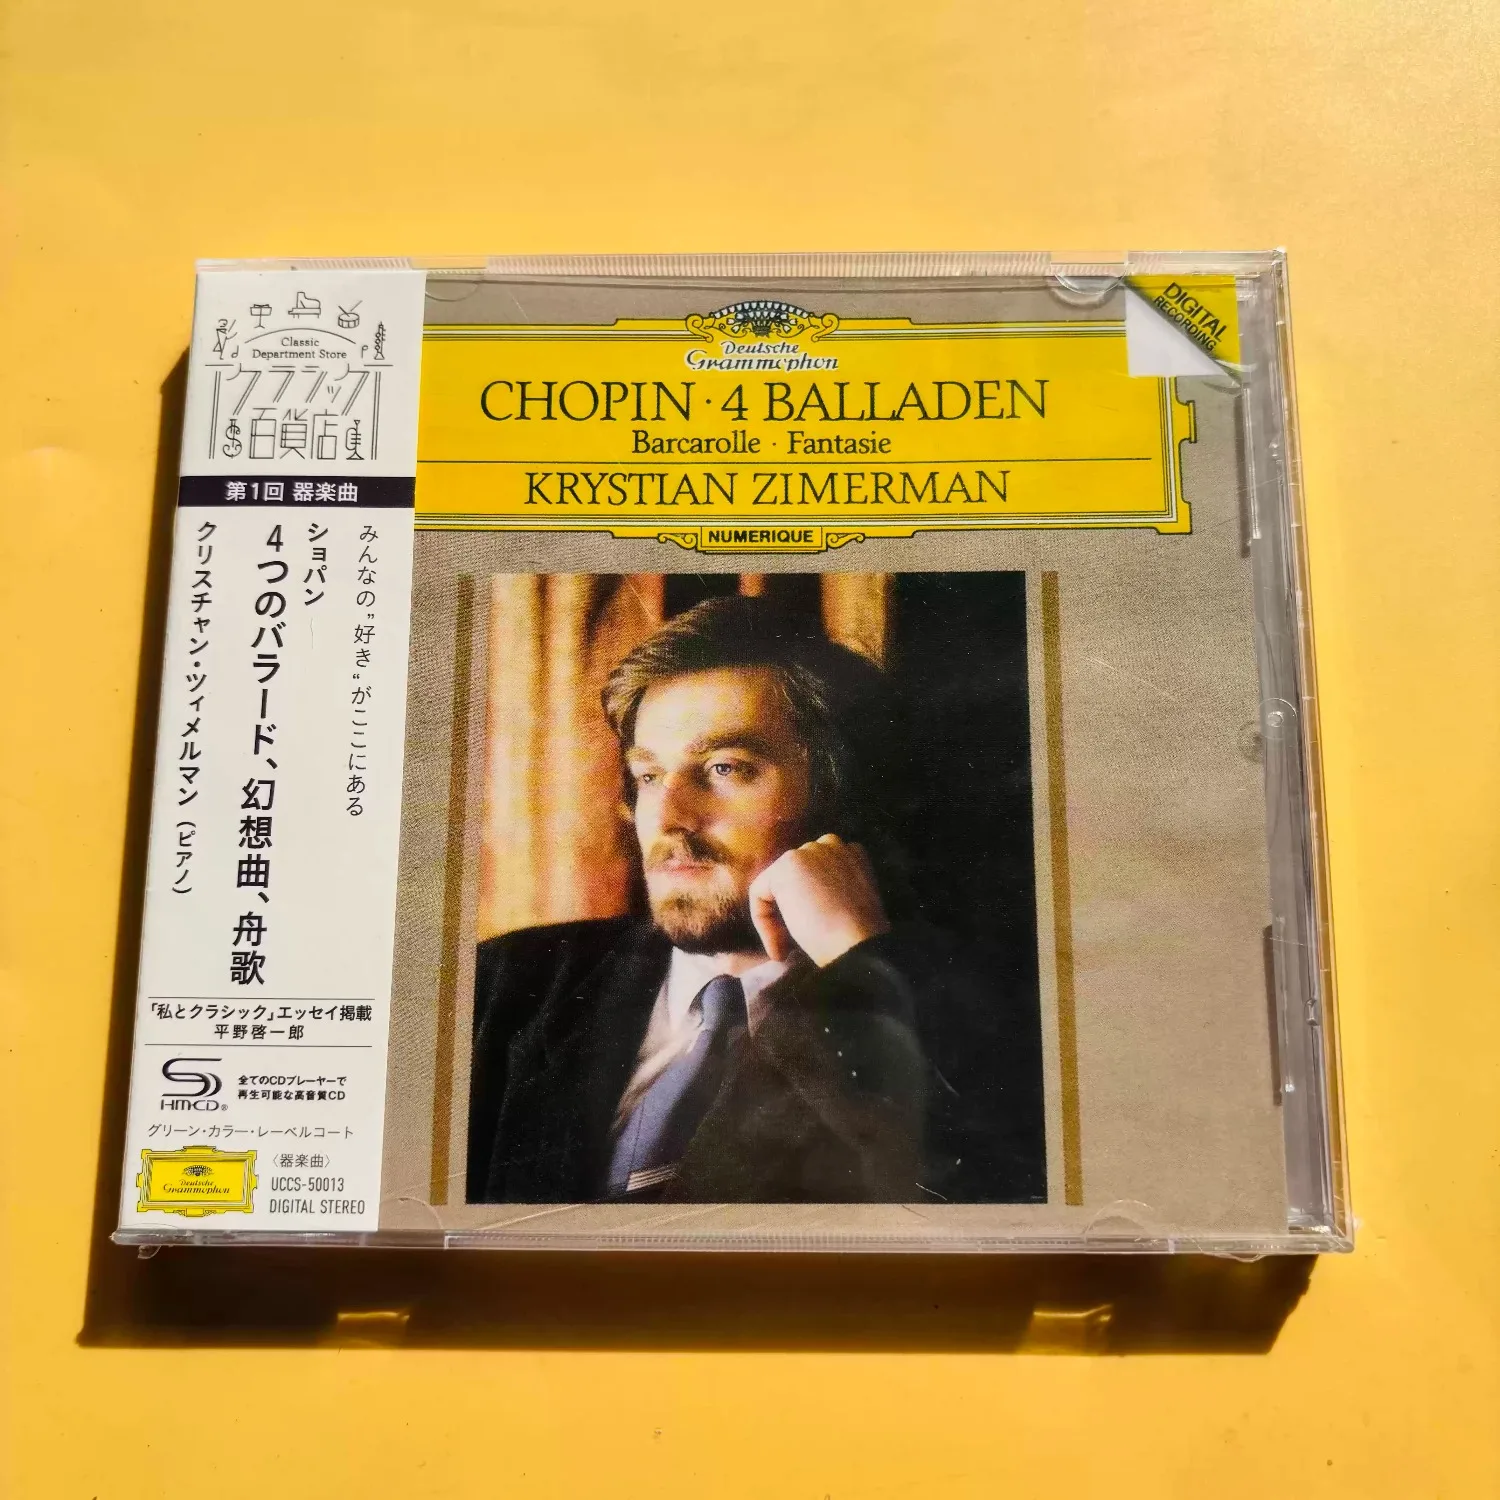 Classic
Department Store
クラシック
百貨店
第1回 器楽曲
みんなの”好き“がここにある
ショパン
4つのバラード、幻想曲、舟歌
クリスチャン・ツィメルマン（ピアノ）
「私とクラシック」エッセイ掲載
平野啓一郎
SHM-CD®
全てのCDプレーヤーで
再生可能な高音質CD
グリーン・カラー・レーベルコート
Deutsche
Grammophon
〈器楽曲〉
UCCS-50013
DIGITAL STEREO
Deutsche
Grammophon
CHOPIN · 4 BALLADEN
Barcarolle · Fantasie
KRYSTIAN ZIMERMAN
NUMERIQUE
DIGITAL
RECORDING